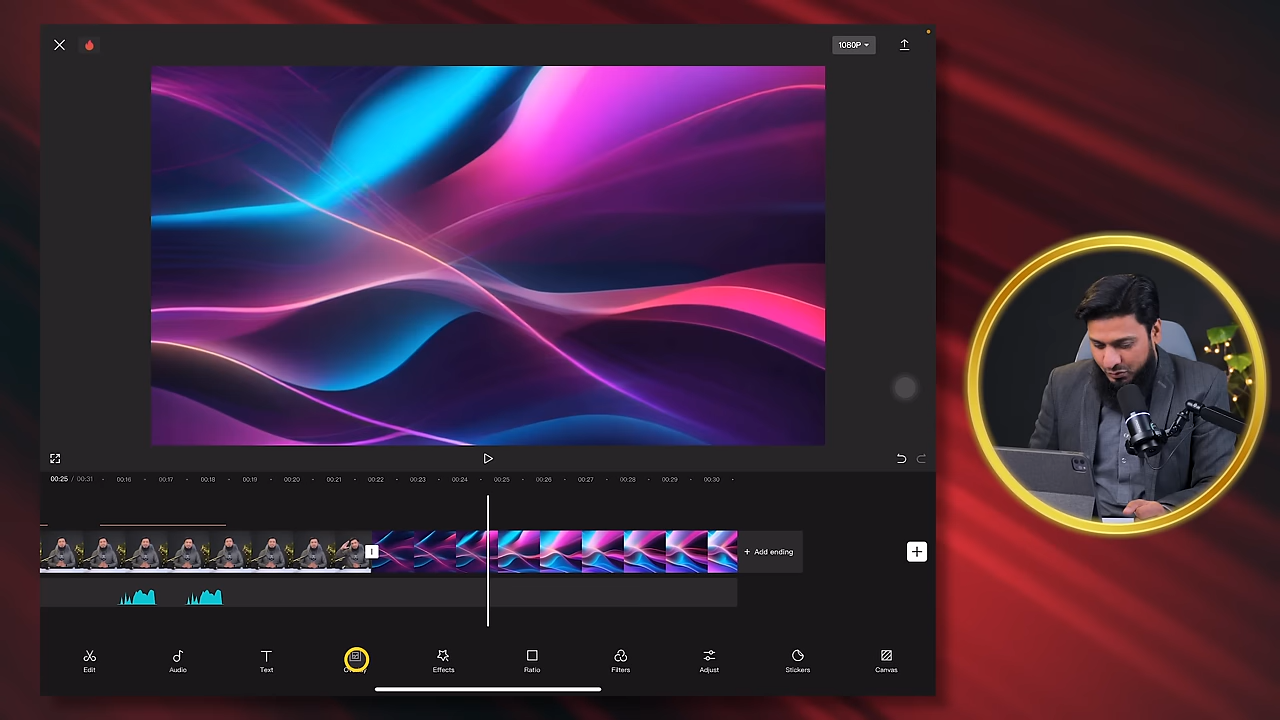 1080P
00:25 / 00:31 00:16 00:17 00:18 00:19 00:20 00:21 00:22 00:23 00:24 00:25 00:26 00:27 00:28 00:29 00:30
+ Add ending
Edit Audio Text Effects Ratio Filters Adjust Stickers Canvas